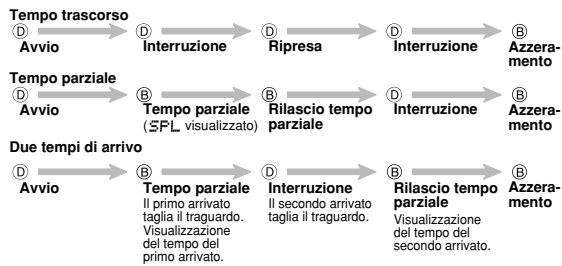 Tempo trascorso
D D D D B
Avvio Interruzione Ripresa Interruzione Azzera-
mento
Tempo parziale
D B B D B
Avvio Tempo parziale Rilascio tempo Interruzione Azzera-
(SPL visualizzato) parziale mento
Due tempi di arrivo
D B D B B
Avvio Tempo parziale Interruzione Rilascio tempo Azzera-
Il primo arrivato Il secondo arrivato parziale mento
taglia il traguardo. taglia il traguardo. Visualizzazione
Visualizzazione del tempo del
del tempo del secondo arrivato.
primo arrivato.